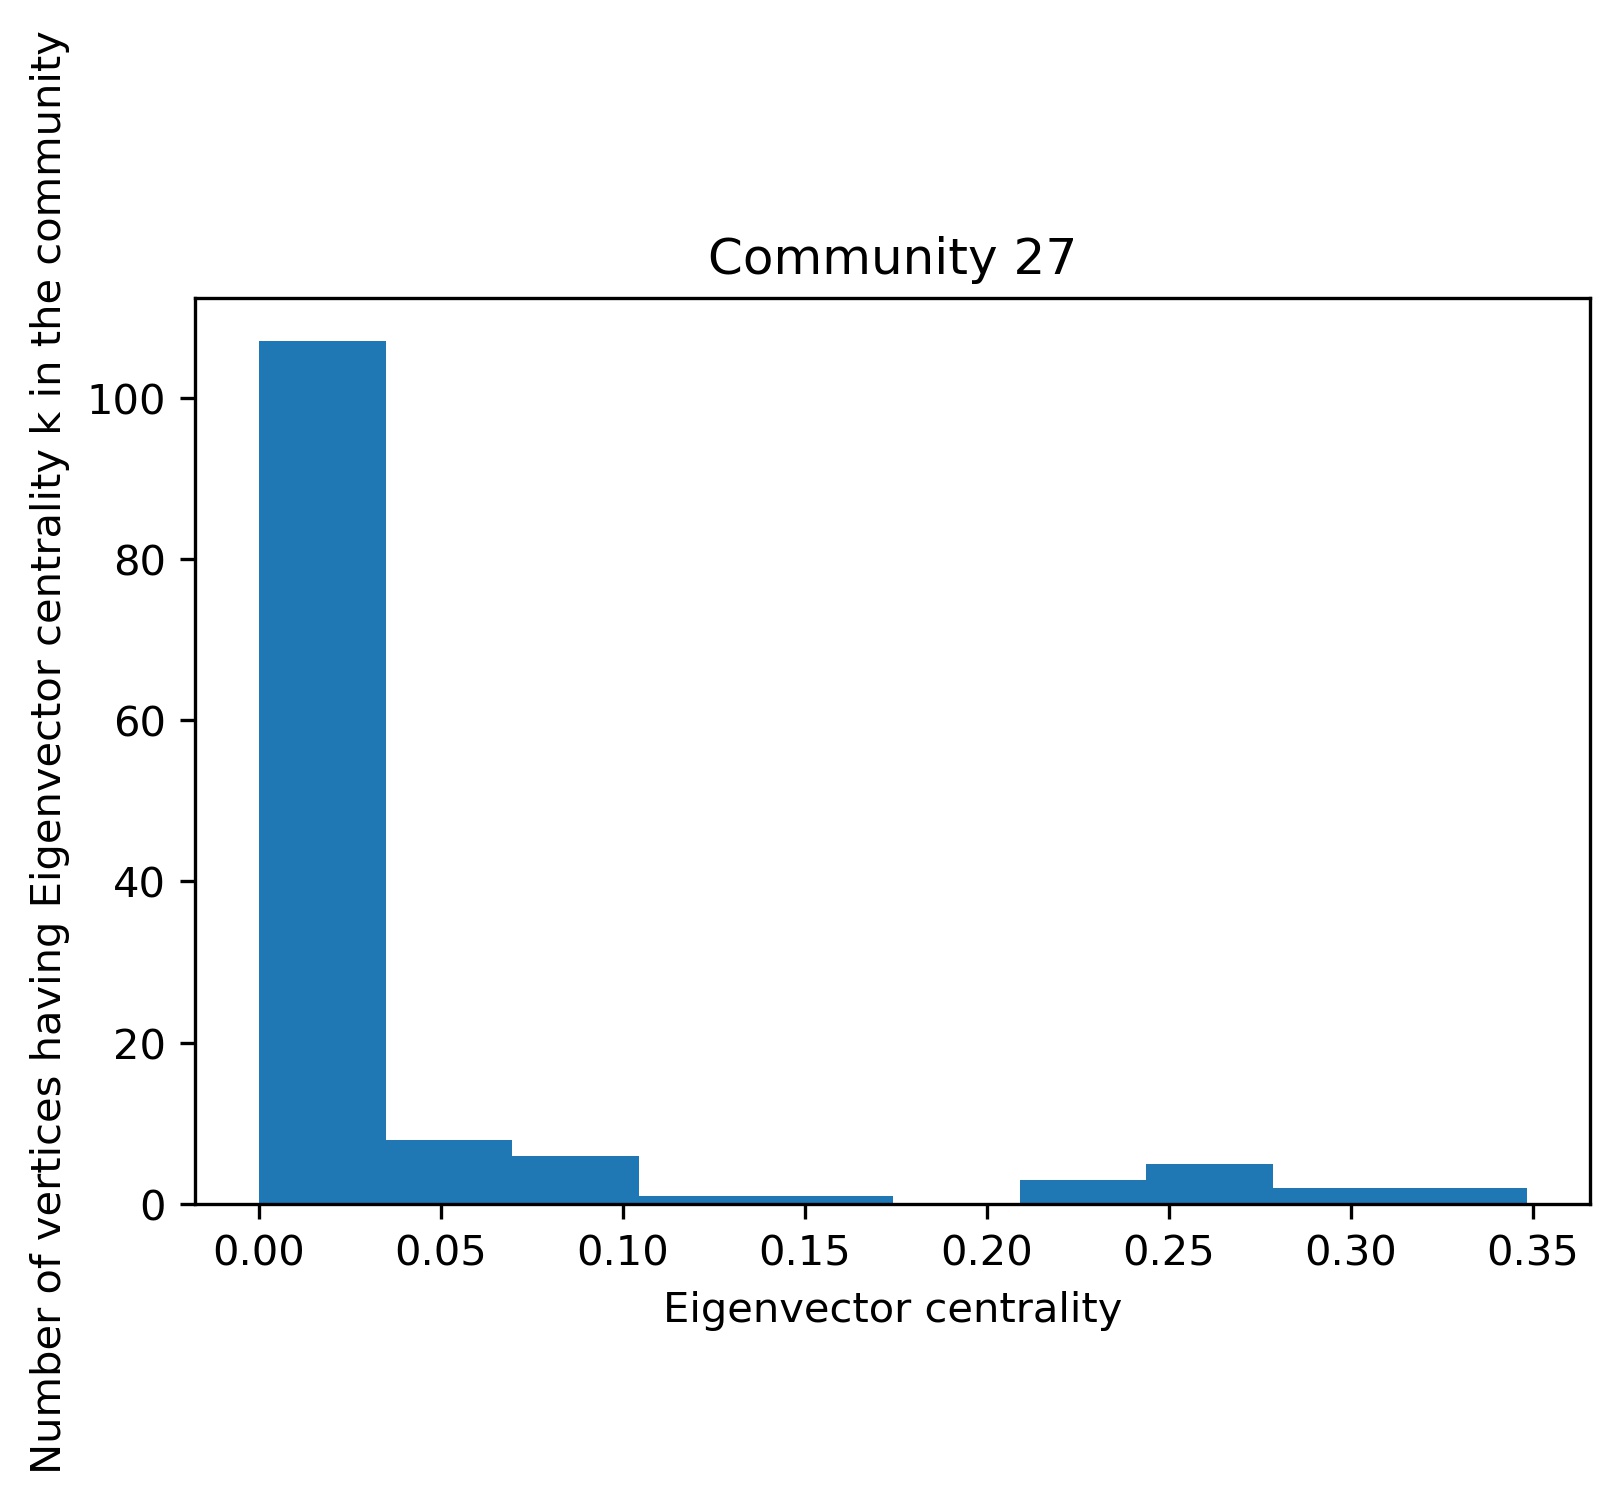 Community 27
Number of vertices having Eigenvector centrality k in the community
100
80
60
40
20
0
0.00 0.05 0.10 0.15 0.20 0.25 0.30 0.35
Eigenvector centrality